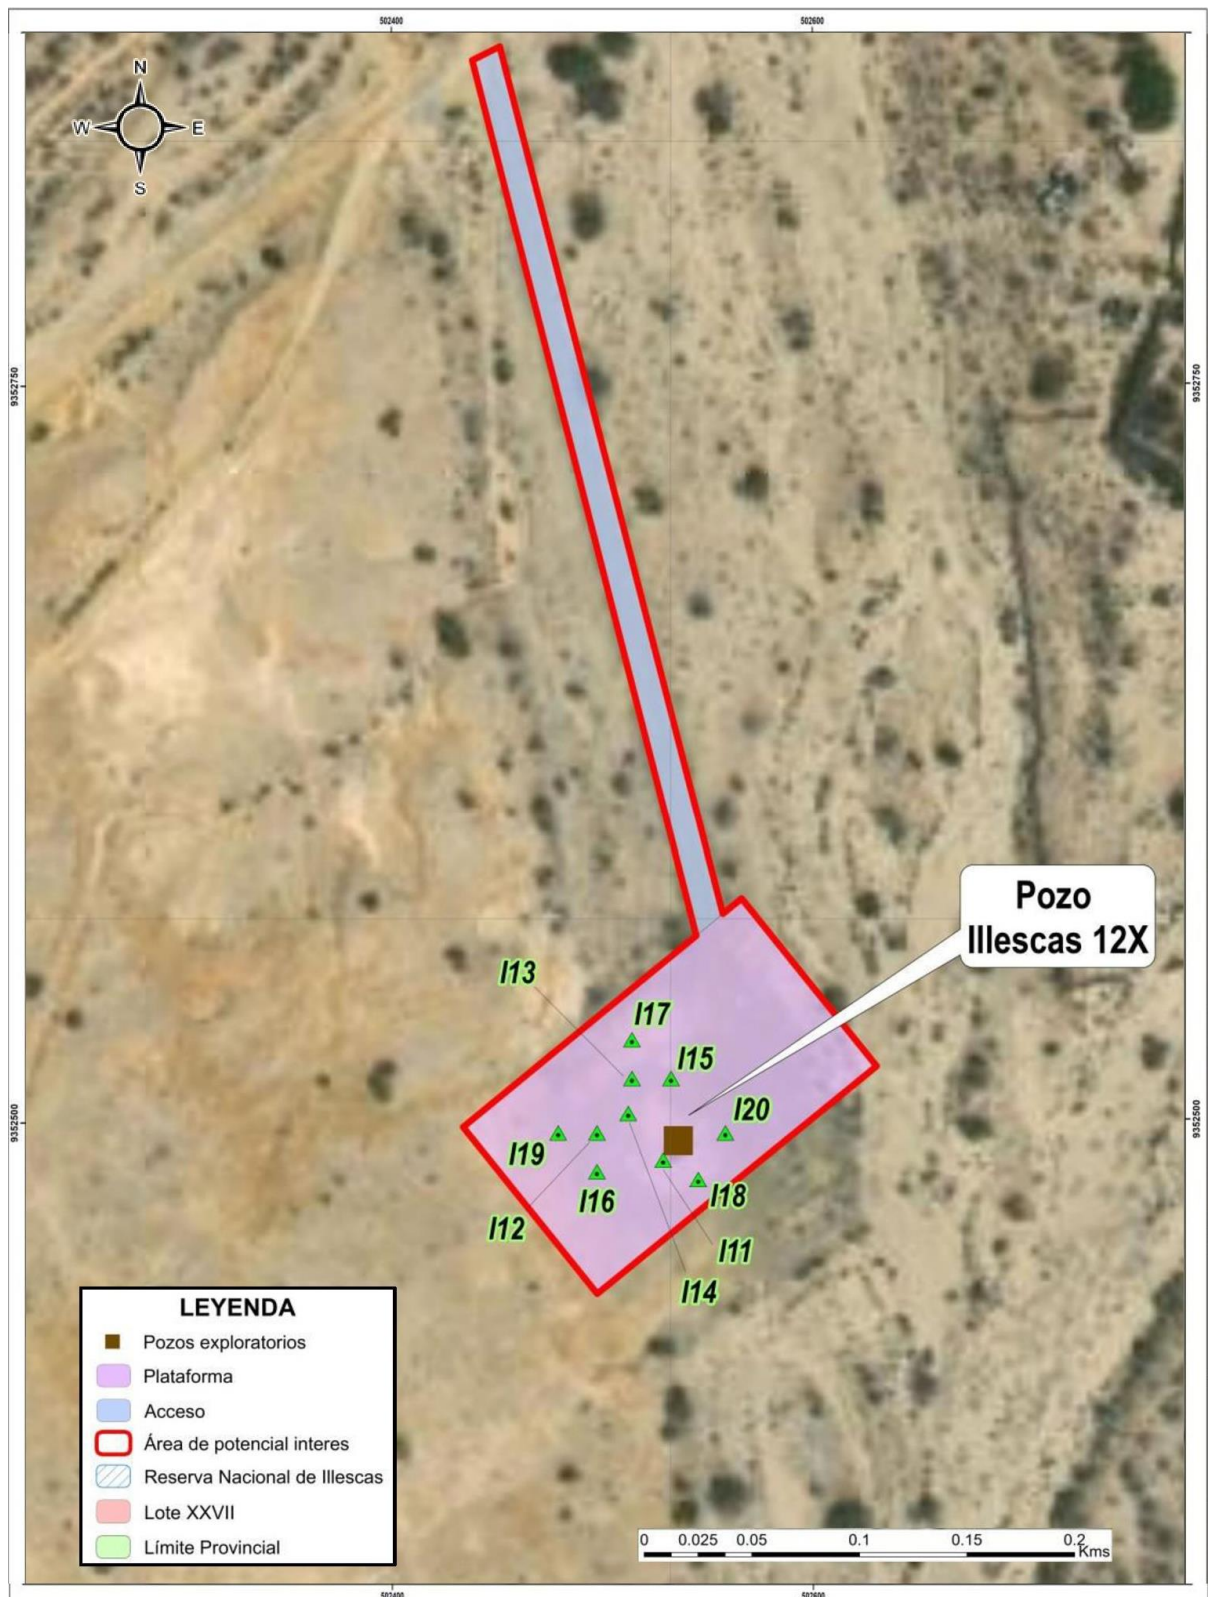 502400
502600
N
W
E
S
9352750
9352750
Pozo
Illescas 12X
I13
I17
I15
I20
9352500
9352500
I19
I16
I18
I12
I11
I14
LEYENDA
Pozos exploratorios
Plataforma
Acceso
Área de potencial interes
Reserva Nacional de Illescas
Lote XXVII
Límite Provincial
0 0.025 0.05 0.1 0.15 0.2
Kms
502400
502600